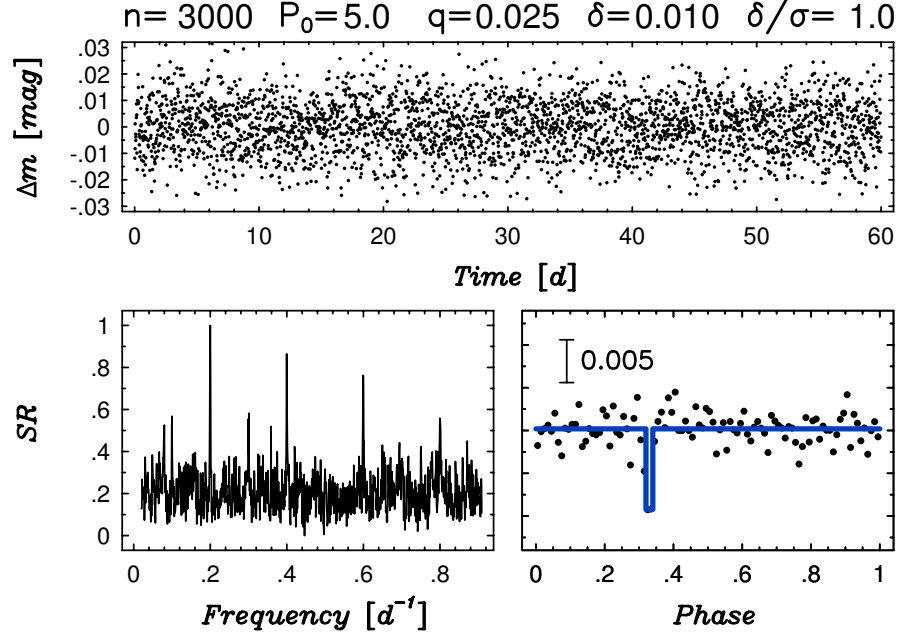 n= 3000 P₀=5.0 q=0.025 δ=0.010 δ/σ= 1.0
.03
.02
.01
0
-.01
-.02
-.03
Δm [mag]
0 10 20 30 40 50 60
Time [d]
1
.8
.6
.4
.2
0
SR
0 .2 .4 .6 .8
Frequency [d⁻¹]
0.005
0 .2 .4 .6 .8 1
Phase